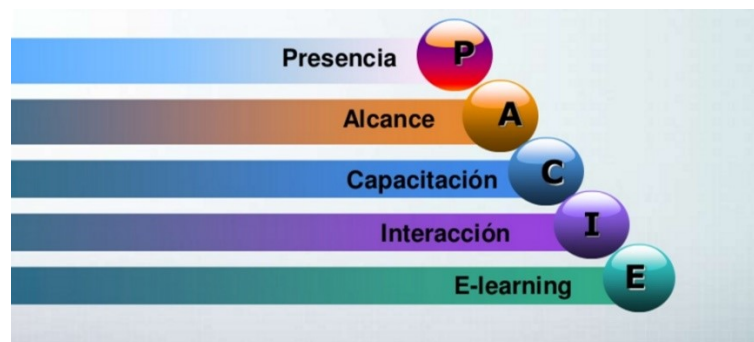 Presencia P
Alcance A
Capacitación C
Interacción I
E-learning E